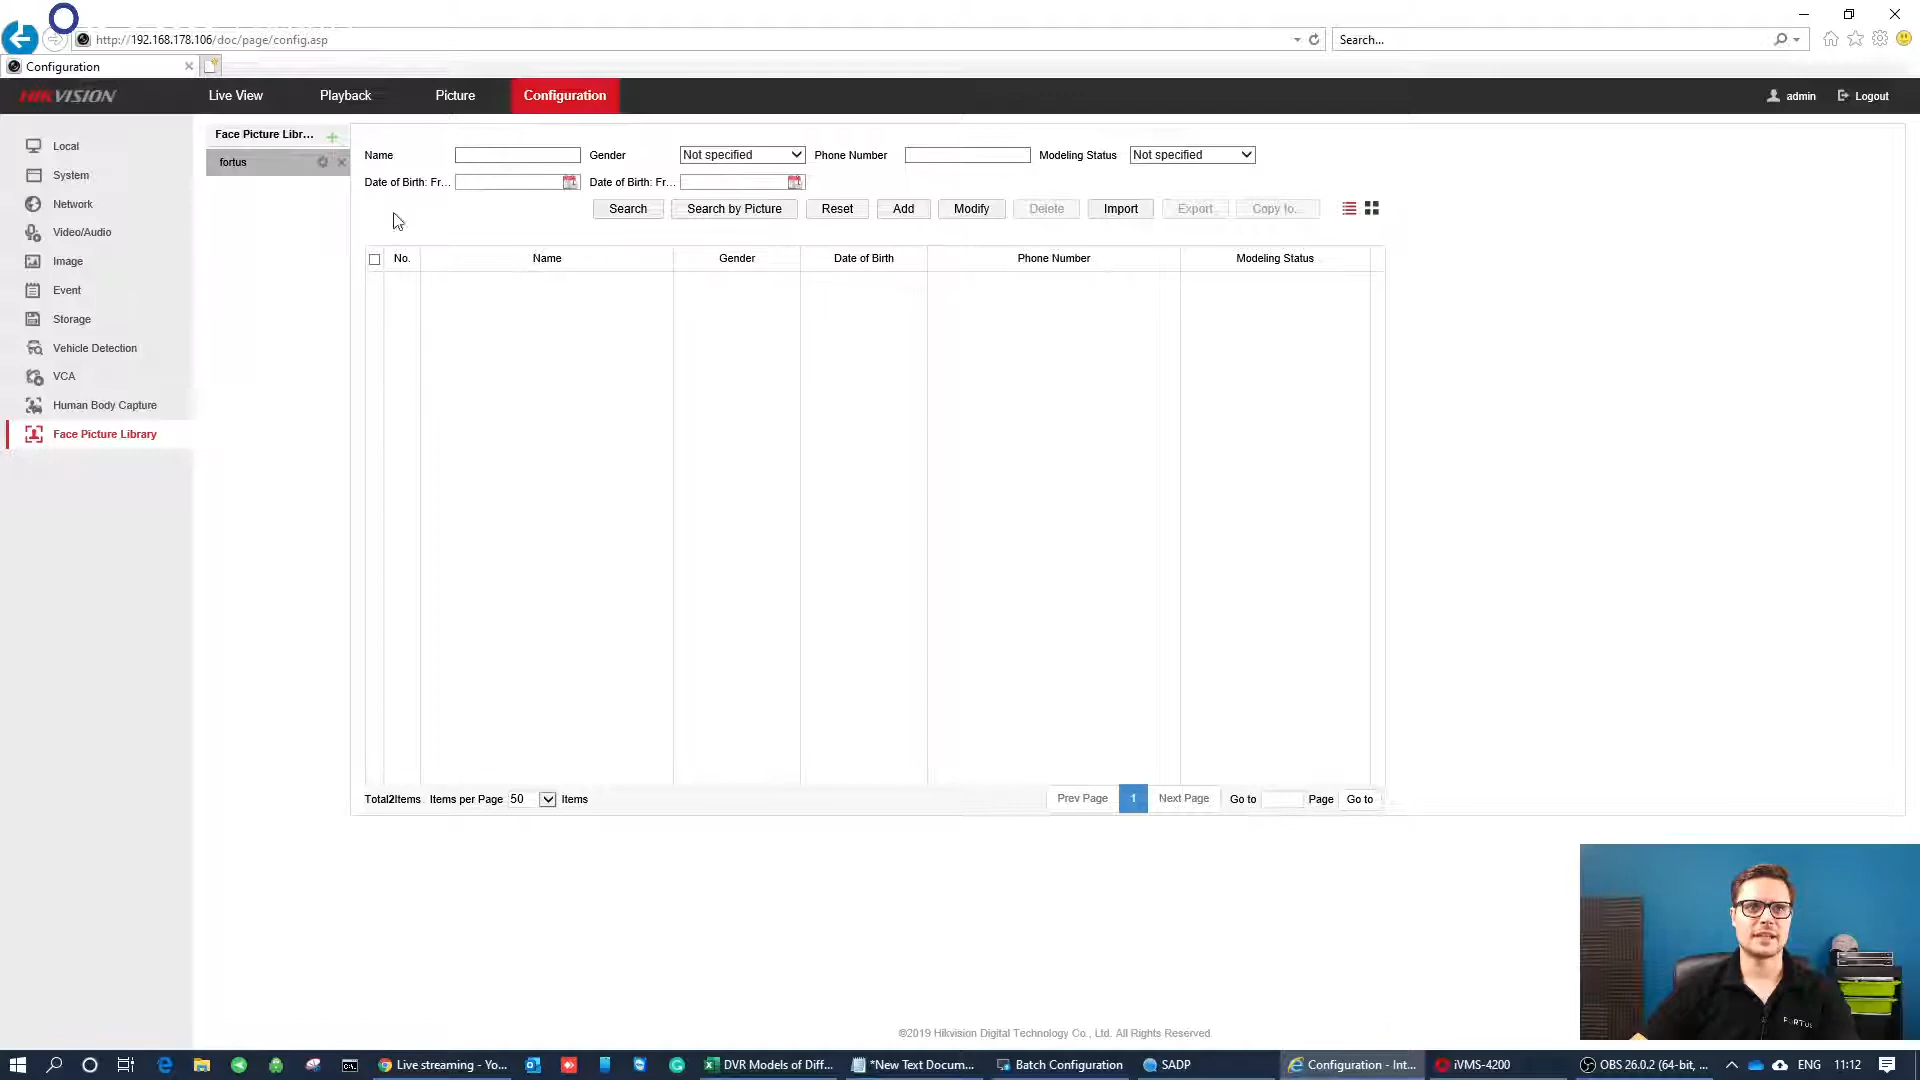 http://192.168.178.106/doc/page/config.asp
Search...
Configuration
HIKVISION
Live View
Playback
Picture
Configuration
admin
Logout
Local
System
Network
Video/Audio
Image
Event
Storage
Vehicle Detection
VCA
Human Body Capture
Face Picture Library
Face Picture Libr...
fortus
Name
Gender
Not specified
Phone Number
Modeling Status
Not specified
Date of Birth: Fr...
Date of Birth: Fr...
Search
Search by Picture
Reset
Add
Modify
Delete
Import
Export
Copy to...
No.
Name
Gender
Date of Birth
Phone Number
Modeling Status
Total2Items
Items per Page
50
Items
Prev Page
1
Next Page
Go to
Page
Go to
FORTUS
©2019 Hikvision Digital Technology Co., Ltd. All Rights Reserved
Live streaming - Yo...
DVR Models of Diff...
*New Text Docum...
Batch Configuration
SADP
Configuration - Int...
iVMS-4200
OBS 26.0.2 (64-bit, ...
ENG
11:12